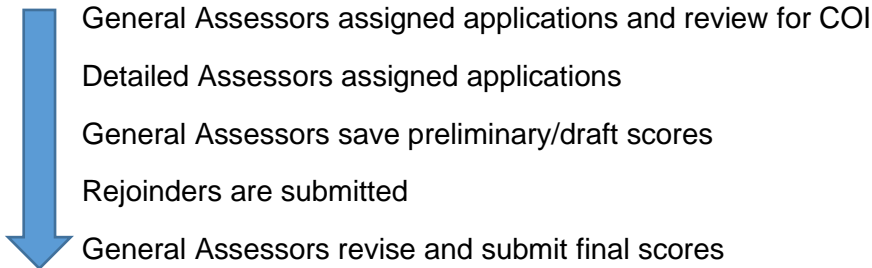 General Assessors assigned applications and review for COI
Detailed Assessors assigned applications
General Assessors save preliminary/draft scores
Rejoinders are submitted
General Assessors revise and submit final scores